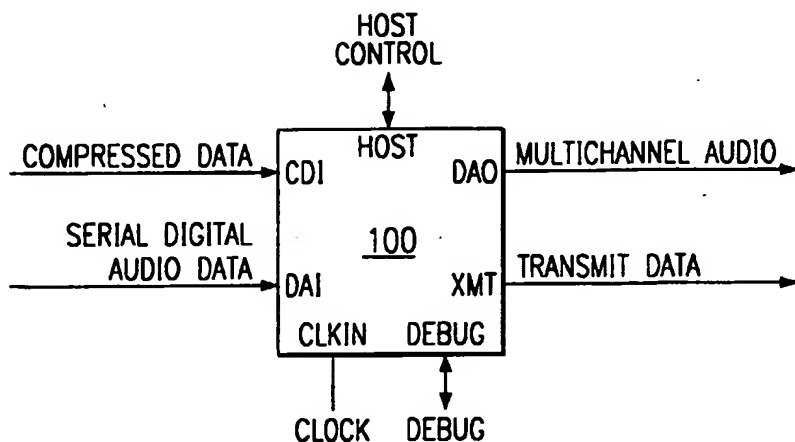 HOST
CONTROL
COMPRESSED DATA
HOST
MULTICHANNEL AUDIO
CDI
DAO
SERIAL DIGITAL
AUDIO DATA
100
TRANSMIT DATA
DAI
XMT
CLKIN
DEBUG
CLOCK
DEBUG